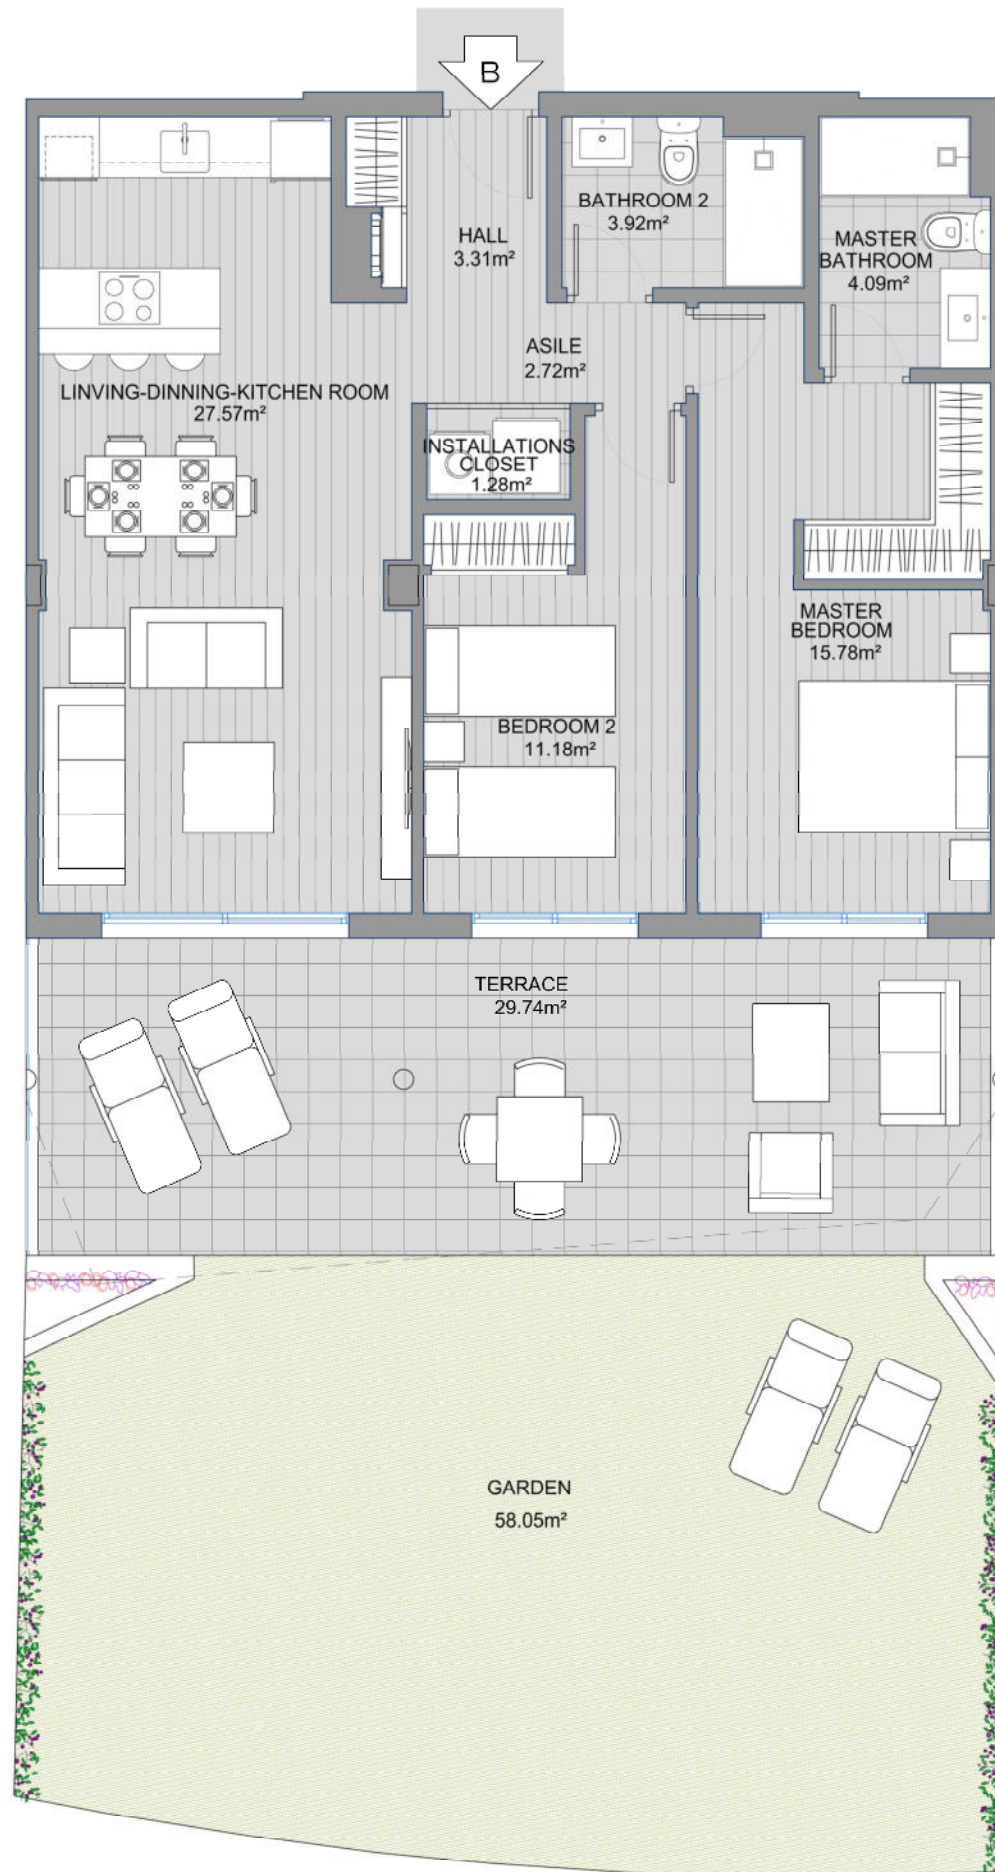 B
HALL
3.31m²
BATHROOM 2
3.92m²
MASTER
BATHROOM
4.09m²
ASILE
2.72m²
LINVING-DINNING-KITCHEN ROOM
27.57m²
INSTALLATIONS
CLOSET
1.28m²
MASTER
BEDROOM
15.78m²
BEDROOM 2
11.18m²
TERRACE
29.74m²
GARDEN
58.05m²